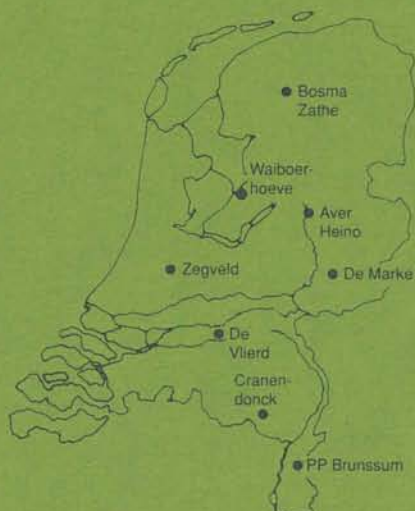 Bosma
Zathe
Waiboer-
hoeve
Aver
Heino
Zegveld
De Marke
De
Vlierd
Cranen-
donck
PP Brunssum